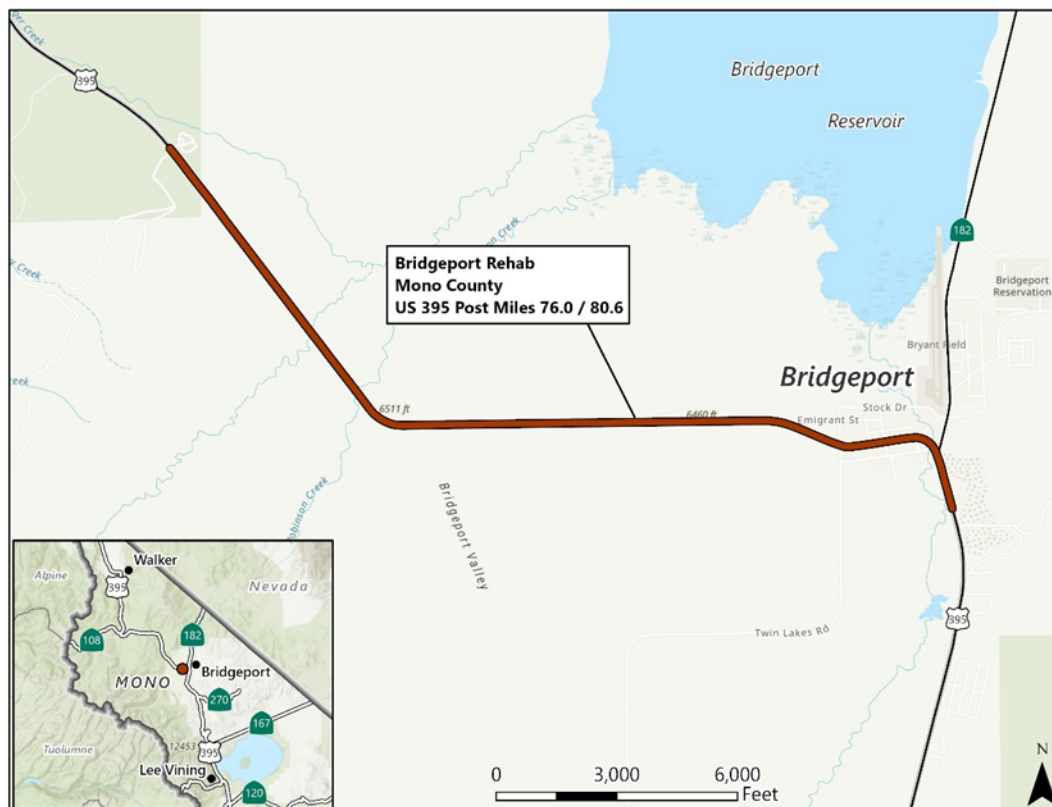 395
Bridgeport
Reservoir
182
Bridgeport
Reservation
Bridgeport Rehab
Mono County
US 395 Post Miles 76.0 / 80.6
Bryant Field
Bridgeport
Stock Dr
6511 ft
6460 ft
Emigrant St
Robinson Creek
Bridgeport Valley
Twin Lakes Rd
395
Walker
Alpine
395
Nevada
108
182
Bridgeport
MONO
270
167
12453
395
Tuolumne
Lee Vining
120
0
3,000
6,000
Feet
N